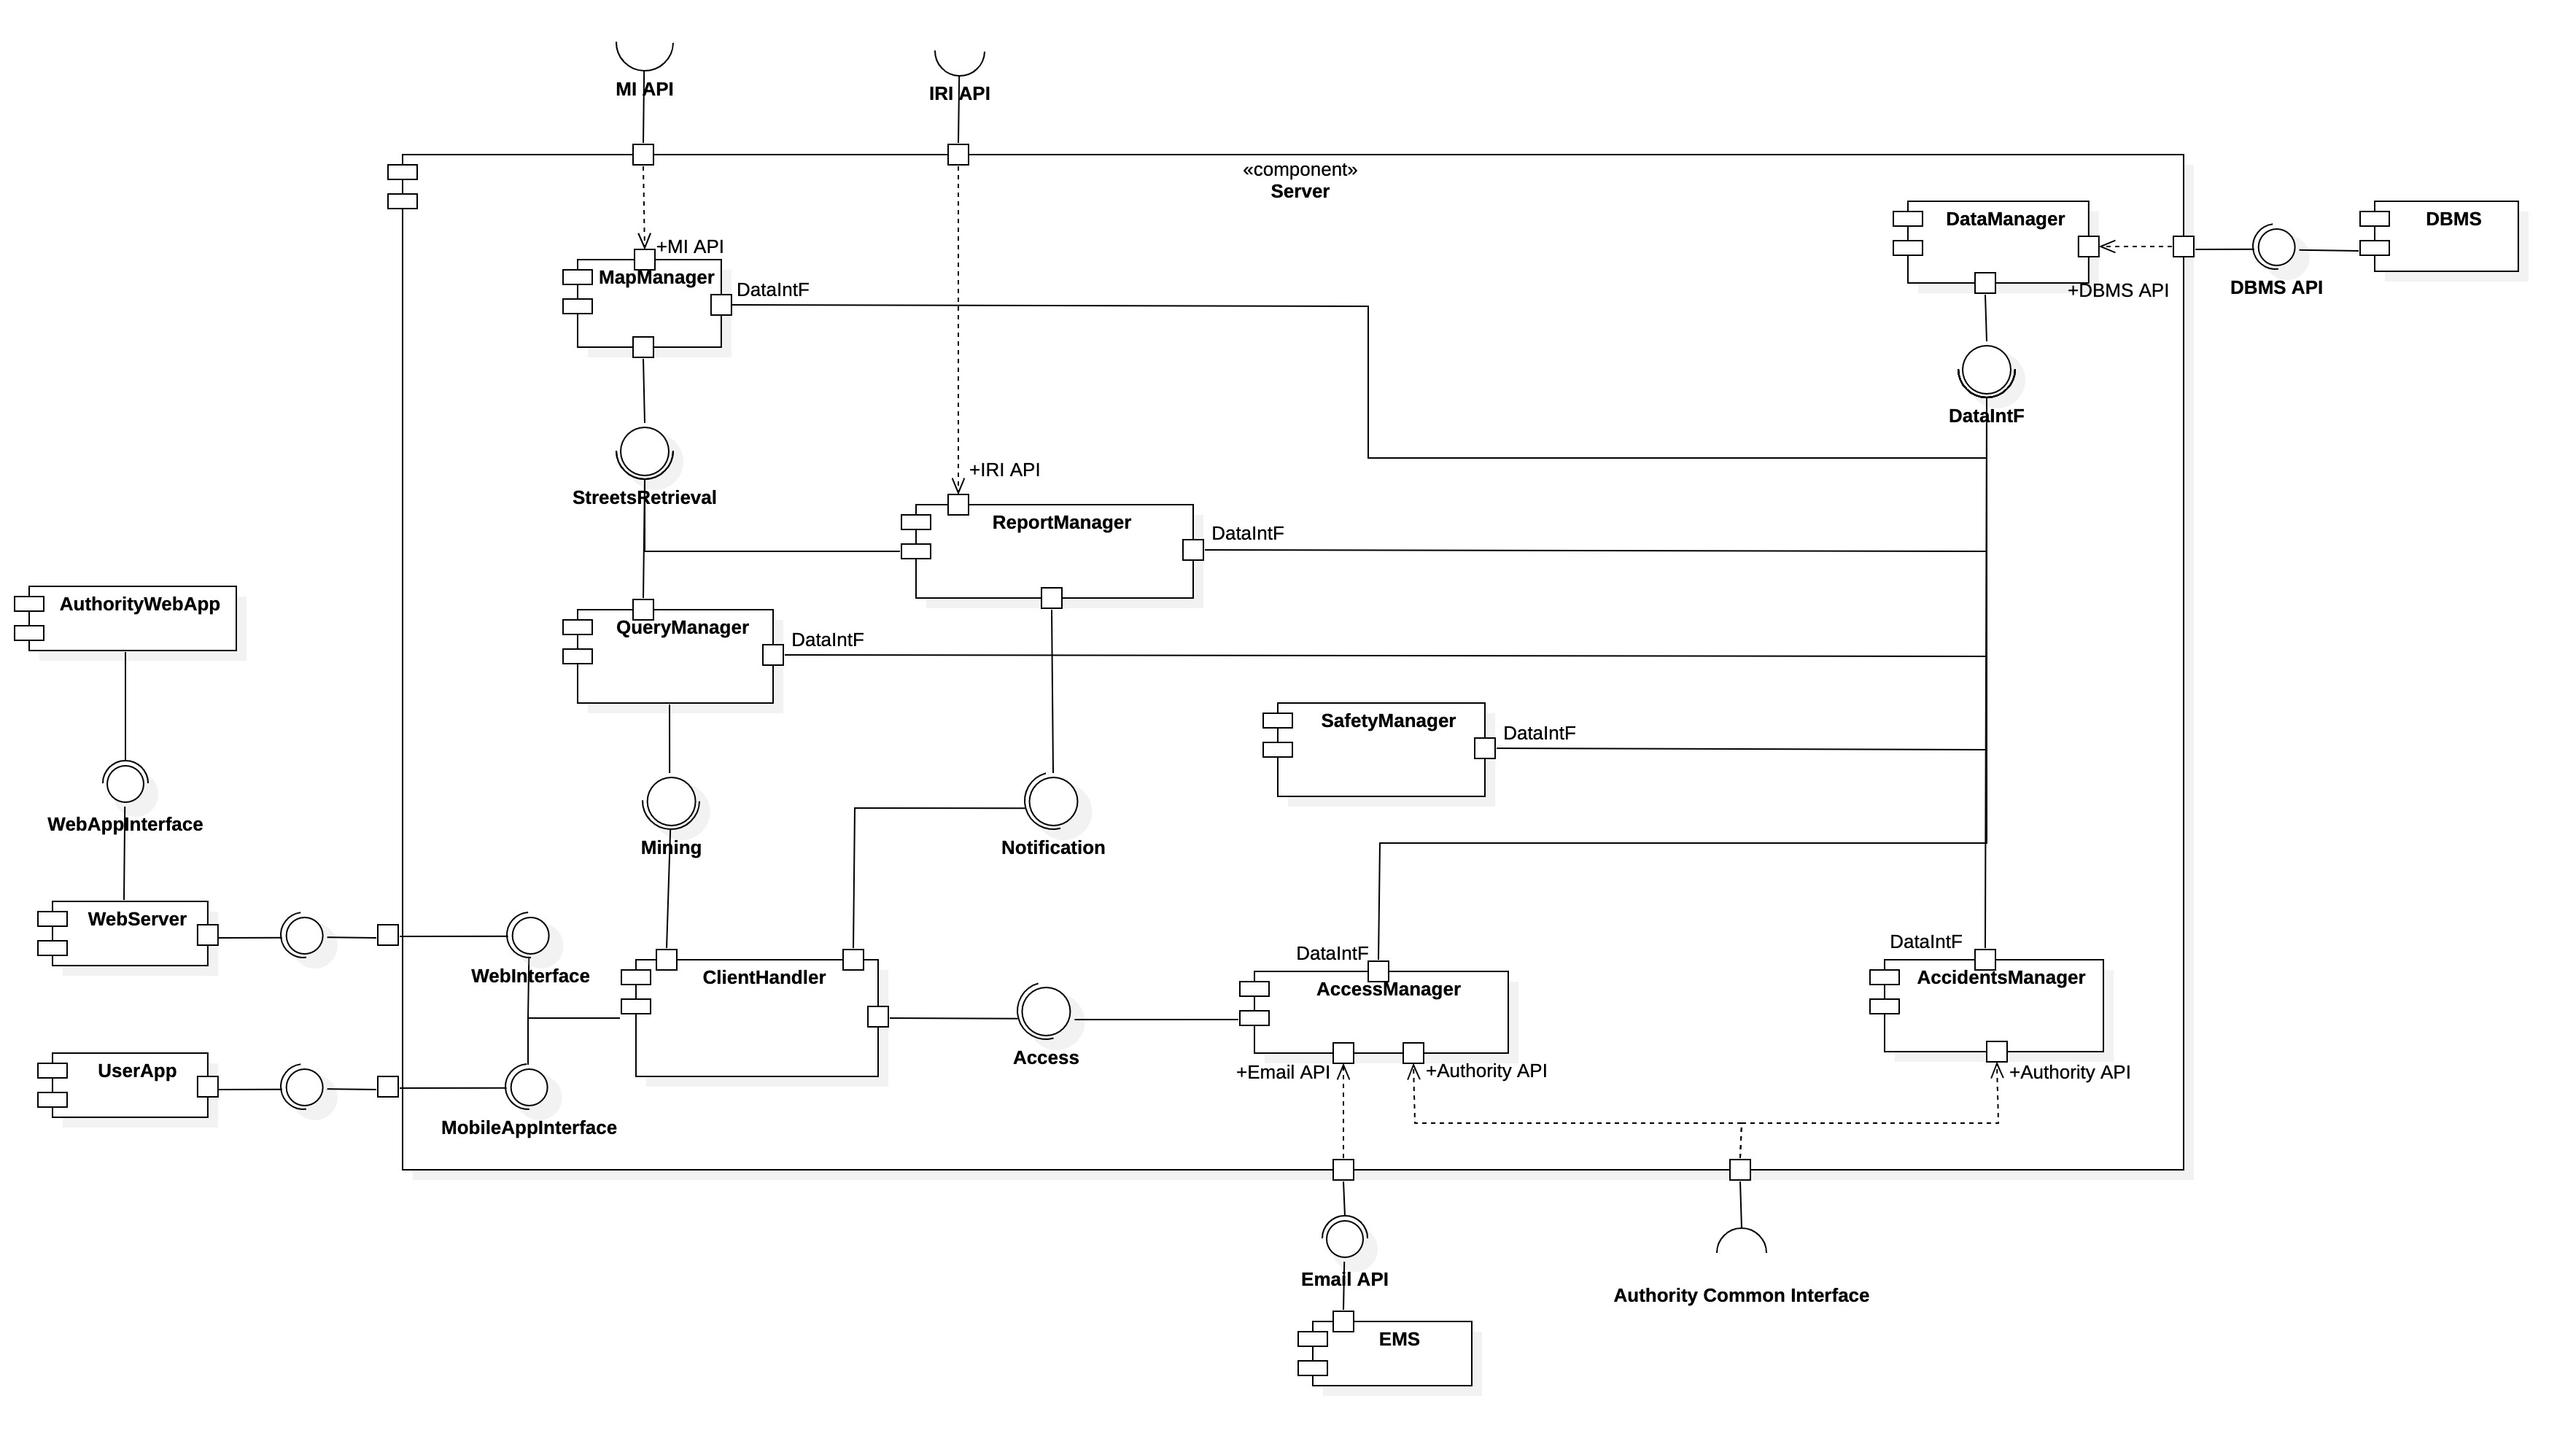 MI API
IRI API
«component»
Server
DataManager
DBMS
+MI API
MapManager
DataIntF
+DBMS API
DBMS API
DataIntF
+IRI API
StreetsRetrieval
ReportManager
DataIntF
AuthorityWebApp
QueryManager
DataIntF
SafetyManager
DataIntF
WebAppInterface
Mining
Notification
WebServer
WebInterface
ClientHandler
DataIntF
AccessManager
DataIntF
AccidentsManager
Access
UserApp
+Email API
+Authority API
+Authority API
MobileAppInterface
Email API
Authority Common Interface
EMS